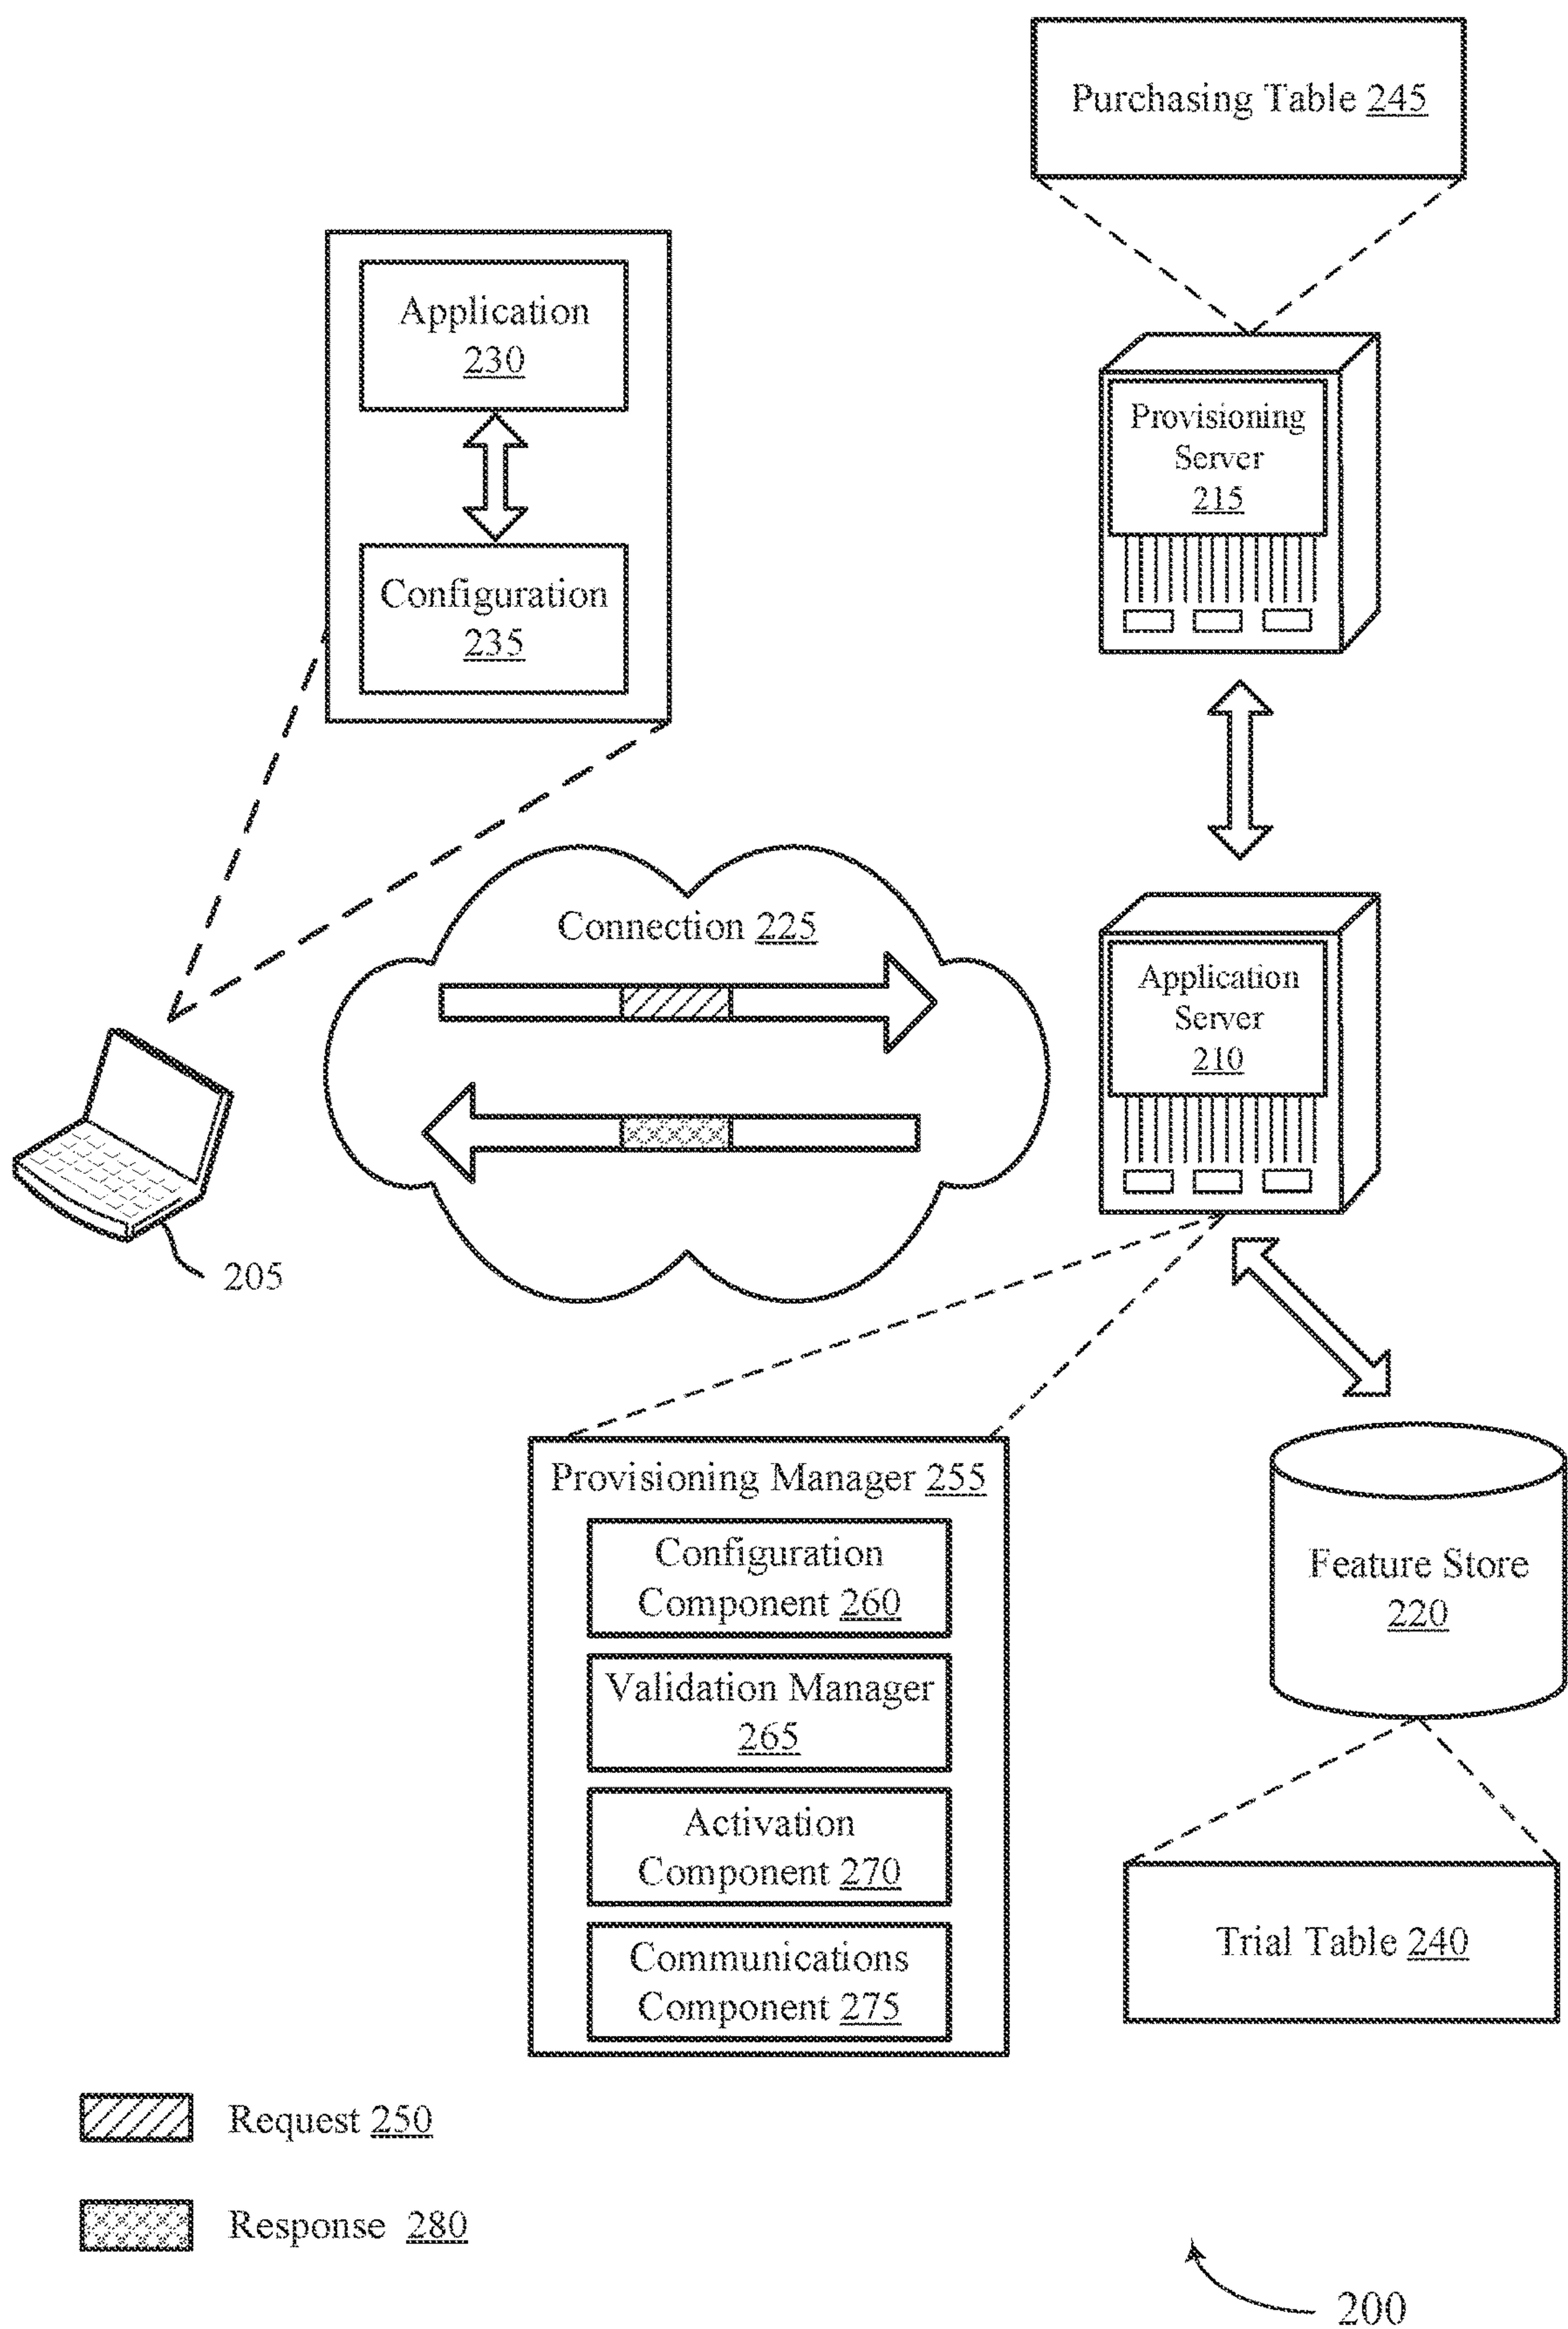 Purchasing Table 245
Application
230
Configuration
235
Provisioning
Server
215
Connection 225
Application
Server
210
205
Provisioning Manager 255
Configuration
Component 260
Validation Manager
265
Activation
Component 270
Communications
Component 275
Feature Store
220
Trial Table 240
Request 250
Response 280
200